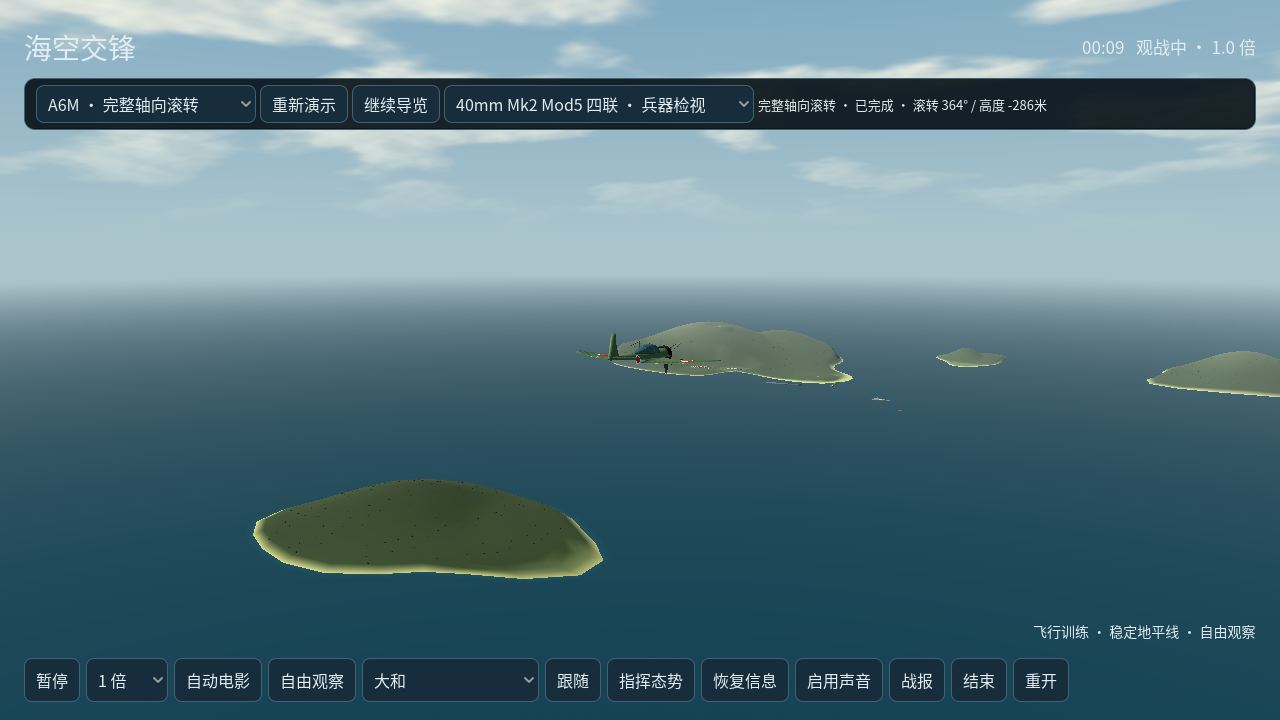 海空交锋
00:09 观战中 · 1.0 倍
A6M · 完整轴向滚转 重新演示 继续导览 40mm Mk2 Mod5 四联 · 兵器检视 完整轴向滚转 · 已完成 · 滚转 364° / 高度 -286米
飞行训练 · 稳定地平线 · 自由观察
暂停 1 倍 自动电影 自由观察 大和 跟随 指挥态势 恢复信息 启用声音 战报 结束 重开